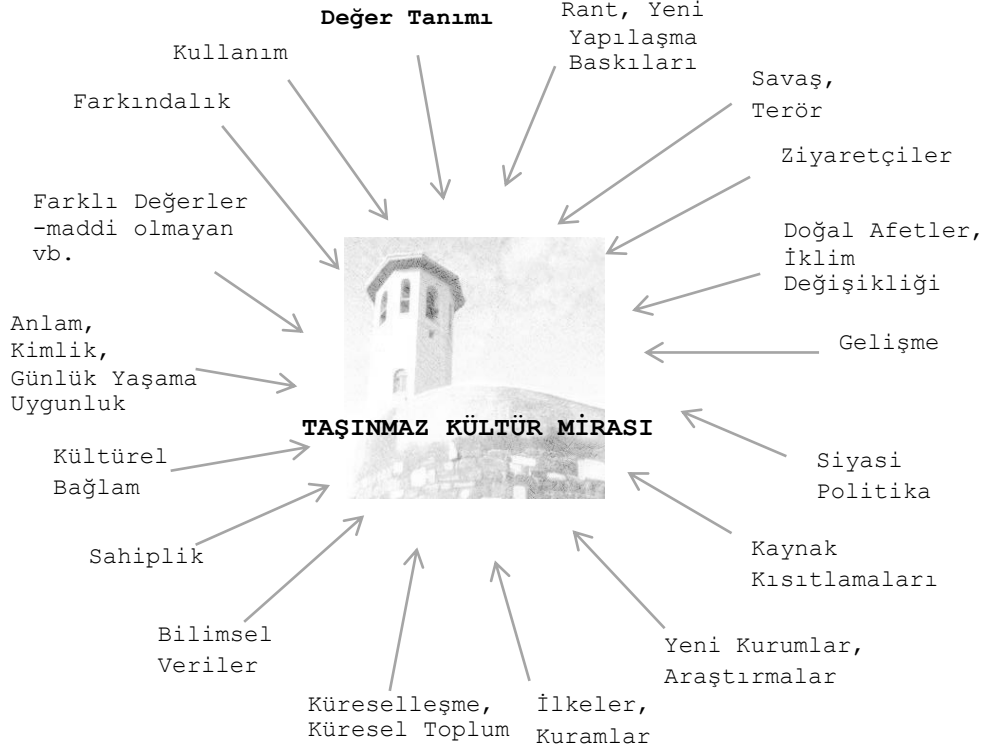 Değer Tanımı
Rant, Yeni
Yapılaşma
Baskıları
Savaş,
Terör
Ziyaretçiler
Doğal Afetler,
İklim
Değişikliği
Gelişme
Siyasi
Politika
Kaynak
Kısıtlamaları
Yeni Kurumlar,
Araştırmalar
İlkeler,
Kuramlar
Küreselleşme,
Küresel Toplum
Bilimsel
Veriler
Sahiplik
Kültürel
Bağlam
Anlam,
Kimlik,
Günlük Yaşama
Uygunluk
Farklı Değerler
-maddi olmayan
vb.
Farkındalık
Kullanım
TAŞINMAZ KÜLTÜR MİRASI